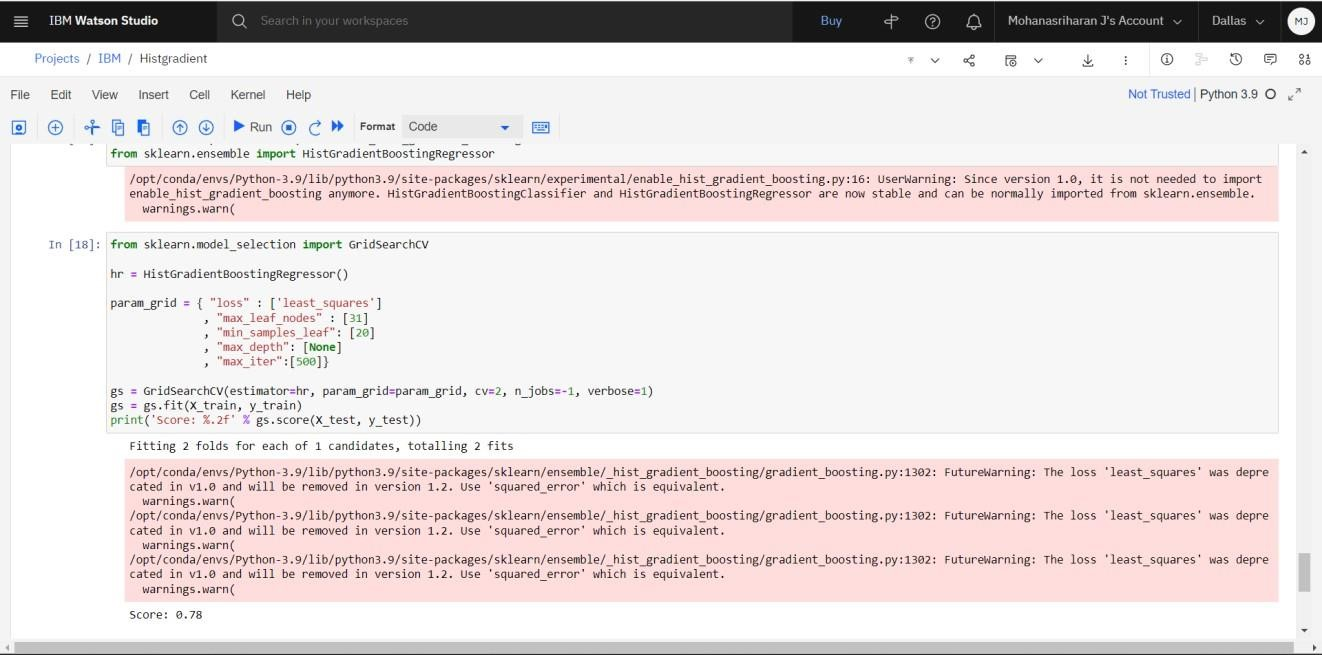 IBM Watson Studio
Search in your workspaces
Buy
Mohanasriharan J's Account
Dallas
MJ
Projects / IBM / Histgradient
File Edit View Insert Cell Kernel Help
Not Trusted | Python 3.9
Run
Format
Code
from sklearn.ensemble import HistGradientBoostingRegressor
/opt/conda/envs/Python-3.9/lib/python3.9/site-packages/sklearn/experimental/enable_hist_gradient_boosting.py:16: UserWarning: Since version 1.0, it is not needed to import
enable_hist_gradient_boosting anymore. HistGradientBoostingClassifier and HistGradientBoostingRegressor are now stable and can be normally imported from sklearn.ensemble.
warnings.warn(
In [18]: from sklearn.model_selection import GridSearchCV
hr = HistGradientBoostingRegressor()
param_grid = { "loss" : ['least_squares']
, "max_leaf_nodes" : [31]
, "min_samples_leaf": [20]
, "max_depth": [None]
, "max_iter":[500]}
gs = GridSearchCV(estimator=hr, param_grid=param_grid, cv=2, n_jobs=-1, verbose=1)
gs = gs.fit(X_train, y_train)
print('Score: %.2f' % gs.score(X_test, y_test))
Fitting 2 folds for each of 1 candidates, totalling 2 fits
/opt/conda/envs/Python-3.9/lib/python3.9/site-packages/sklearn/ensemble/_hist_gradient_boosting/gradient_boosting.py:1302: FutureWarning: The loss 'least_squares' was depre
cated in v1.0 and will be removed in version 1.2. Use 'squared_error' which is equivalent.
warnings.warn(
/opt/conda/envs/Python-3.9/lib/python3.9/site-packages/sklearn/ensemble/_hist_gradient_boosting/gradient_boosting.py:1302: FutureWarning: The loss 'least_squares' was depre
cated in v1.0 and will be removed in version 1.2. Use 'squared_error' which is equivalent.
warnings.warn(
/opt/conda/envs/Python-3.9/lib/python3.9/site-packages/sklearn/ensemble/_hist_gradient_boosting/gradient_boosting.py:1302: FutureWarning: The loss 'least_squares' was depre
cated in v1.0 and will be removed in version 1.2. Use 'squared_error' which is equivalent.
warnings.warn(
Score: 0.78